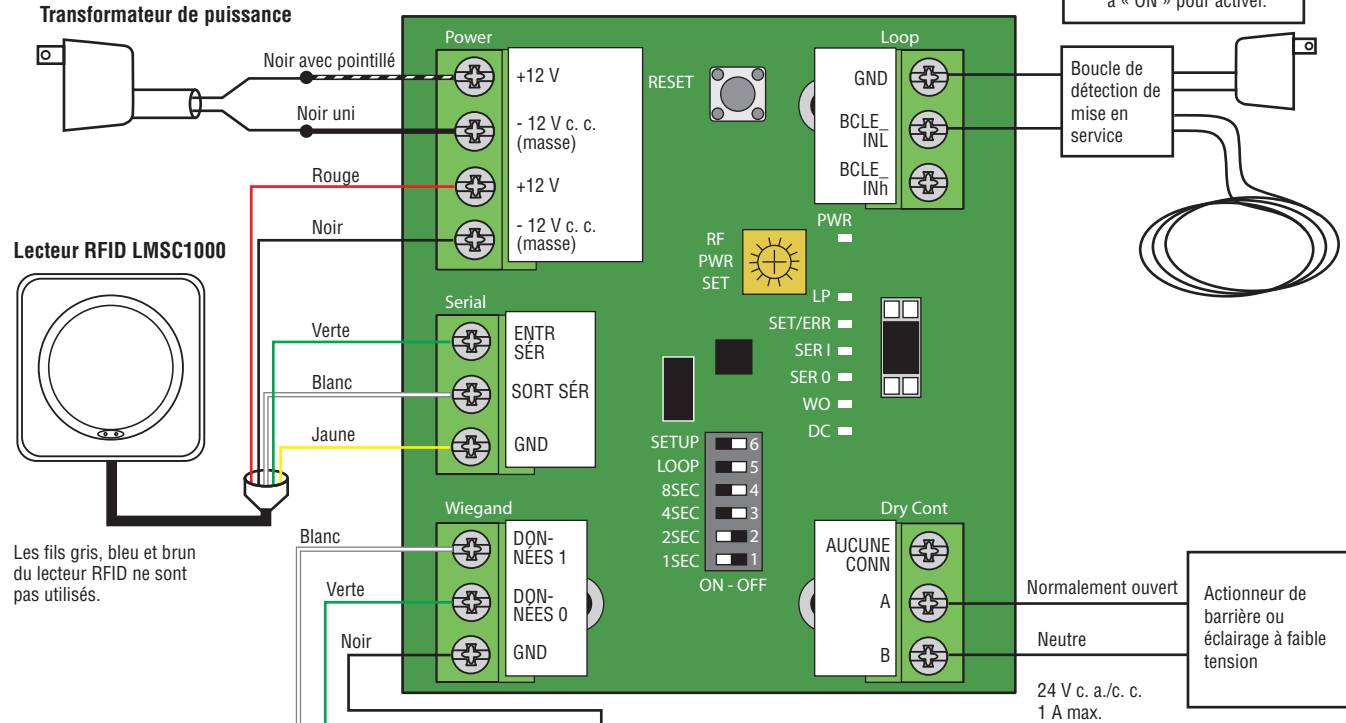 Transformateur de puissance
à « ON » pour activer.
Noir avec pointillé
Noir uni
Rouge
Noir
Power
+12 V
- 12 V c. c.
(masse)
+12 V
- 12 V c. c.
(masse)
RESET
Loop
GND
BCLE_
INL
BCLE_
INh
Boucle de
détection de
mise en
service
PWR
RF
PWR
SET
LP
SET/ERR
SER I
SER 0
WO
DC
Lecteur RFID LMSC1000
Verte
Blanc
Jaune
Serial
ENTR
SÉR
SORT SÉR
GND
Les fils gris, bleu et brun
du lecteur RFID ne sont
pas utilisés.
SETUP 6
LOOP 5
8SEC 4
4SEC 3
2SEC 2
1SEC 1
ON - OFF
Wiegand
Blanc
Verte
Noir
DON-
NÉES 1
DON-
NÉES 0
GND
Dry Cont
AUCUNE
CONN
A
B
Normalement ouvert
Neutre
24 V c. a./c. c.
1 A max.
Actionneur de
barrière ou
éclairage à faible
tension